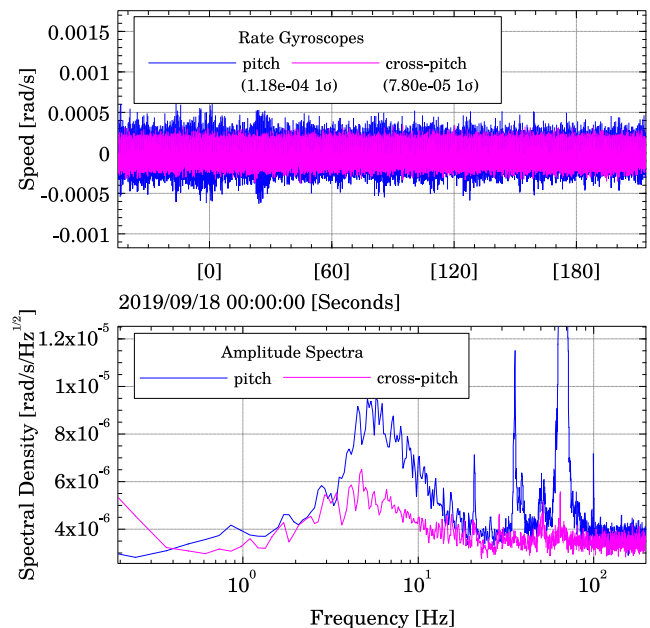 0.0015
0.001
0.0005
0
-0.0005
-0.001
Speed [rad/s]
Rate Gyroscopes
pitch cross-pitch
(1.18e-04 1σ) (7.80e-05 1σ)
[0] [60] [120] [180]
2019/09/18 00:00:00 [Seconds]
1.2x10^-5
1x10^-5
8x10^-6
6x10^-6
4x10^-6
Spectral Density [rad/s/Hz^1/2]
Amplitude Spectra
pitch cross-pitch
10^0 10^1 10^2
Frequency [Hz]